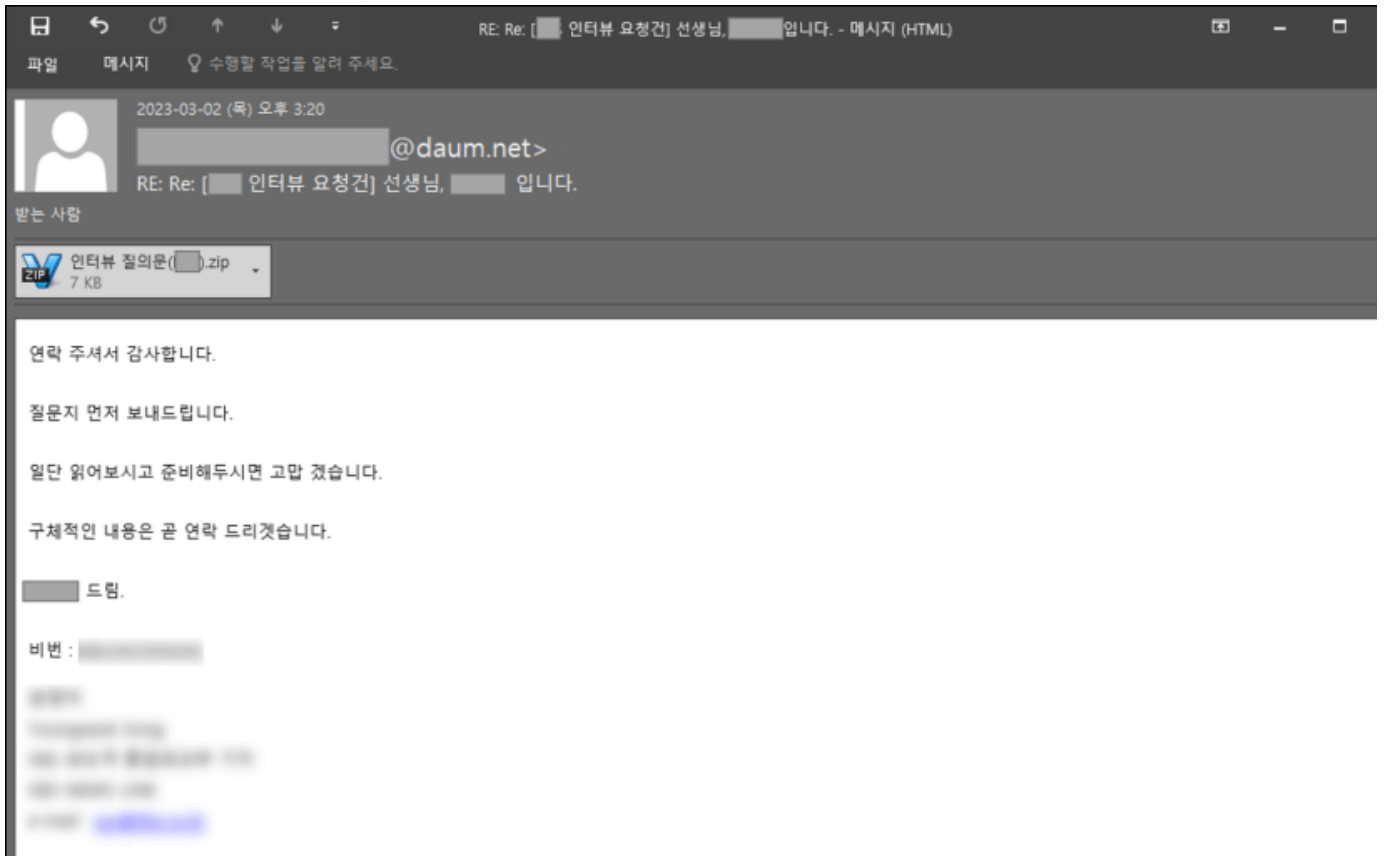 RE: Re: [ 인터뷰 요청건] 선생님, 입니다. - 메시지 (HTML)
파일 메시지 수행할 작업을 알려 주세요.
2023-03-02 (목) 오후 3:20
@daum.net>
RE: Re: [ 인터뷰 요청건] 선생님, 입니다.
받는 사람
ZIP 인터뷰 질의문( ).zip
7 KB
연락 주셔서 감사합니다.
질문지 먼저 보내드립니다.
일단 읽어보시고 준비해두시면 고맙 겠습니다.
구체적인 내용은 곧 연락 드리겟습니다.
드림.
비번 :